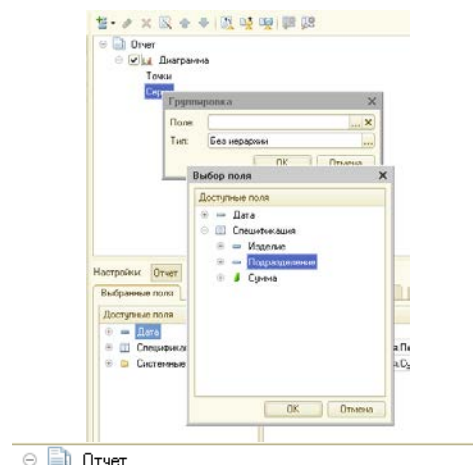 Отчет
Диаграмма
Точки
Группировка
Поле:
Тип: Без иерархии
OK Отмена
Выбор поля
Доступные поля
Дата
Спецификация
Изделие
Подразделение
Сумма
OK Отмена
Настройки: Отчет
Выбранные поля
Доступные поля
Дата
Системные
Отчет